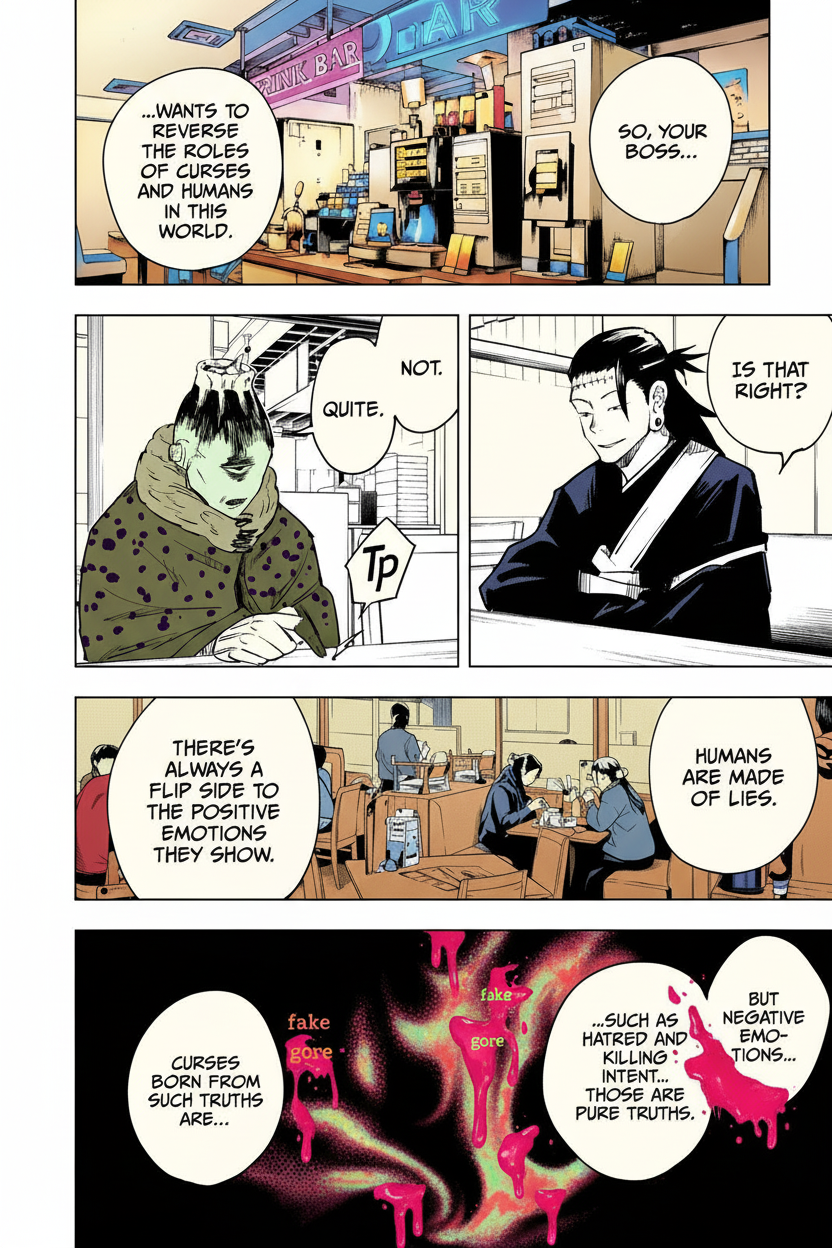 DRINK BAR
BAR
SO, YOUR
BOSS...
...WANTS TO
REVERSE
THE ROLES
OF CURSES
AND HUMANS
IN THIS
WORLD.
IS THAT
RIGHT?
NOT.
QUITE.
Tp
HUMANS
ARE MADE
OF LIES.
THERE'S
ALWAYS A
FLIP SIDE TO
THE POSITIVE
EMOTIONS
THEY SHOW.
BUT
NEGATIVE
EMO-
TIONS...
...SUCH AS
HATRED AND
KILLING
INTENT...
THOSE ARE
PURE TRUTHS.
fake
gore
fake
gore
CURSES
BORN FROM
SUCH TRUTHS
ARE...